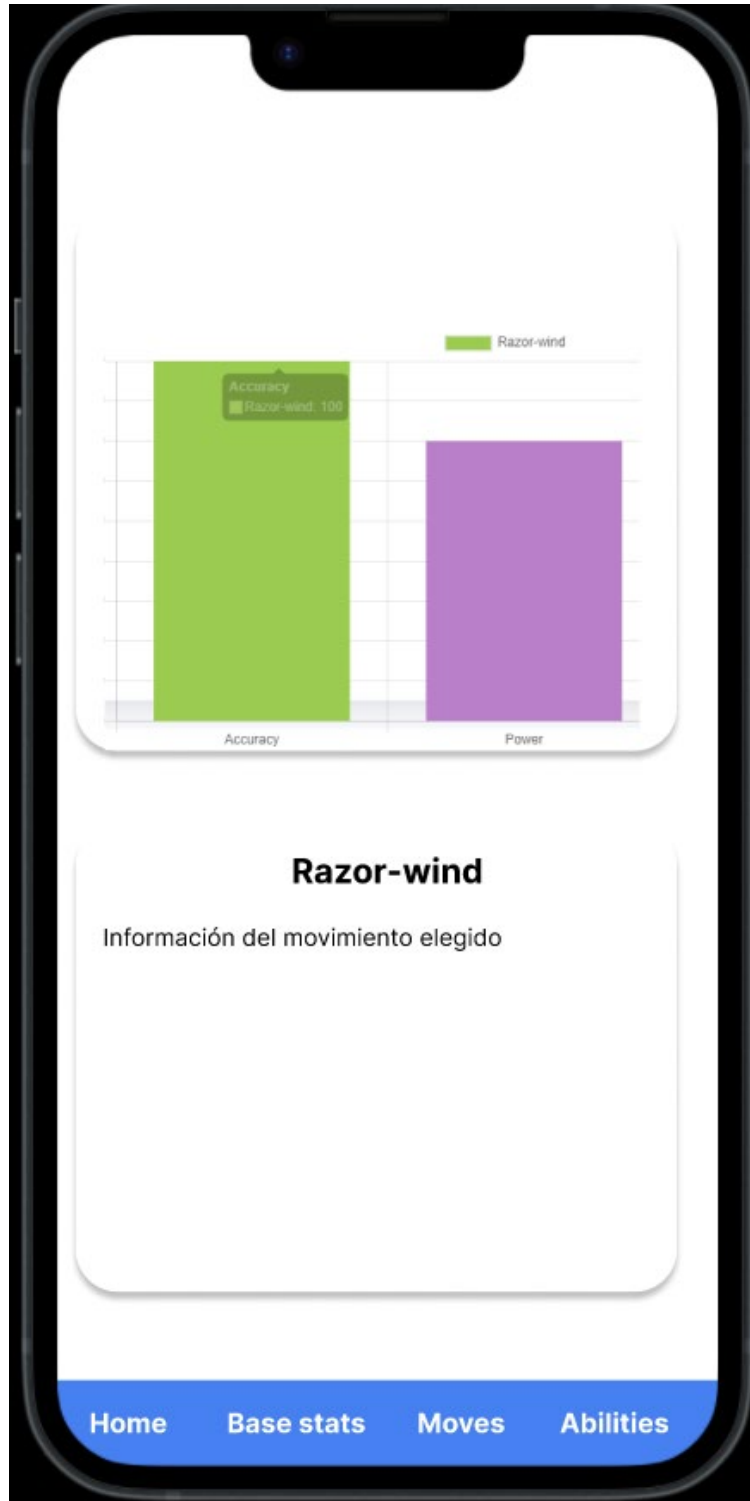 Razor-wind
Accuracy
Razor-wind: 100
Accuracy Power
Razor-wind
Información del movimiento elegido
Home Base stats Moves Abilities